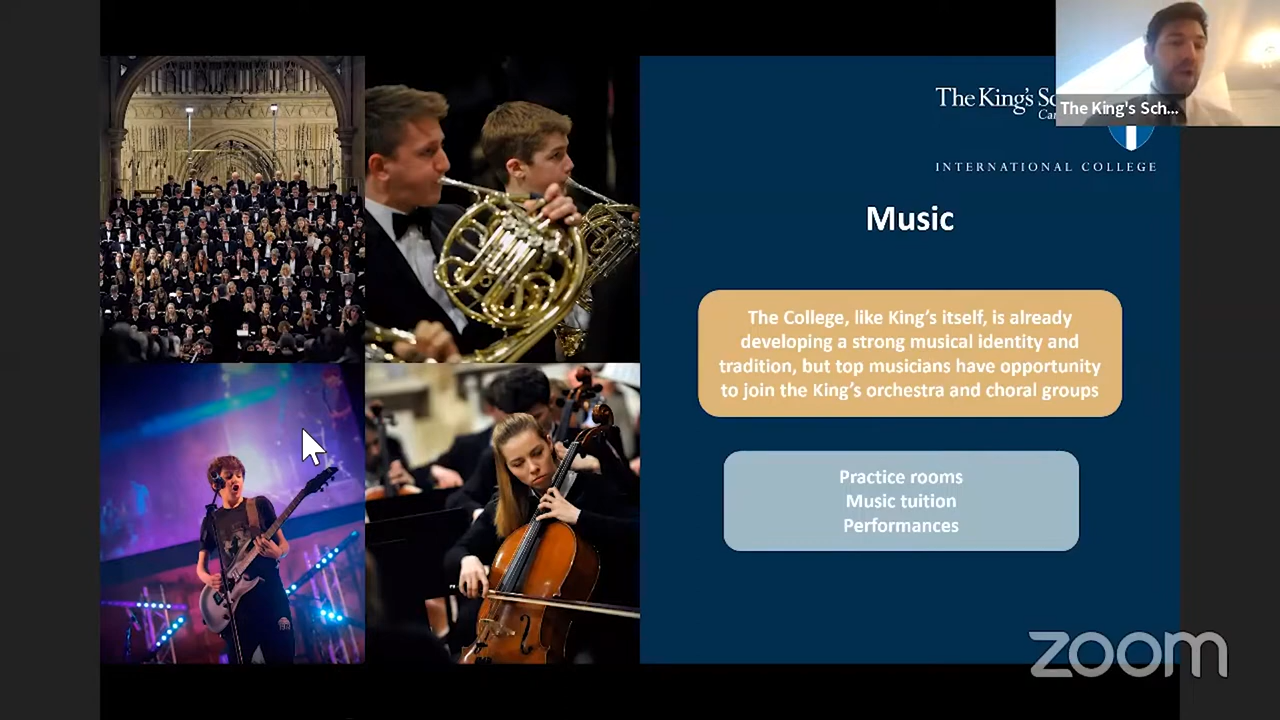 The King's Sc
Ca
The King's Sch...
INTERNATIONAL COLLEGE
Music
The College, like King's itself, is already
developing a strong musical identity and
tradition, but top musicians have opportunity
to join the King's orchestra and choral groups
Practice rooms
Music tuition
Performances
zoom